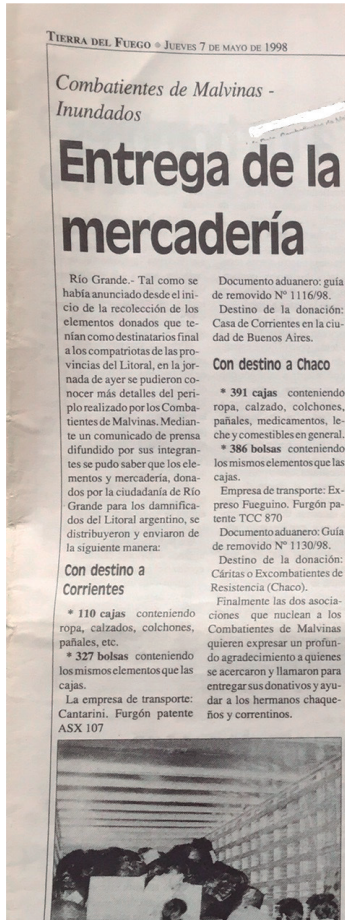 TIERRA DEL FUEGO • JUEVES 7 DE MAYO DE 1998
Combatientes de Malvinas -
Inundados
Entrega de la
mercadería
Río Grande.- Tal como se
había anunciado desde el ini-
cio de la recolección de los
elementos donados que te-
nían como destinatarios final
a los compatriotas de las pro-
vincias del Litoral, en la jor-
nada de ayer se pudieron co-
nocer más detalles del peri-
plo realizado por los Comba-
tientes de Malvinas. Median-
te un comunicado de prensa
difundido por sus integran-
tes se pudo saber que los ele-
mentos y mercadería, dona-
dos por la ciudadanía de Río
Grande para los damnifica-
dos del Litoral argentino, se
distribuyeron y enviaron de
la siguiente manera:
Con destino a
Corrientes
* 110 cajas conteniendo
ropa, calzados, colchones,
pañales, etc.
* 327 bolsas conteniendo
los mismos elementos que las
cajas.
La empresa de transporte:
Cantarini. Furgón patente
ASX 107
Documento aduanero: guía
de removido Nº 1116/98.
Destino de la donación:
Casa de Corrientes en la ciu-
dad de Buenos Aires.
Con destino a Chaco
* 391 cajas conteniendo
ropa, calzado, colchones,
pañales, medicamentos, le-
che y comestibles en general.
* 386 bolsas conteniendo
los mismos elementos que las
cajas.
Empresa de transporte: Ex-
preso Fueguino. Furgón pa-
tente TCC 870
Documento aduanero: Guía
de removido Nº 1130/98.
Destino de la donación:
Cáritas o Excombatientes de
Resistencia (Chaco).
Finalmente las dos asocia-
ciones que nuclean a los
Combatientes de Malvinas
quieren expresar un profun-
do agradecimiento a quienes
se acercaron y llamaron para
entregar sus donativos y ayu-
dar a los hermanos chaque-
ños y correntinos.